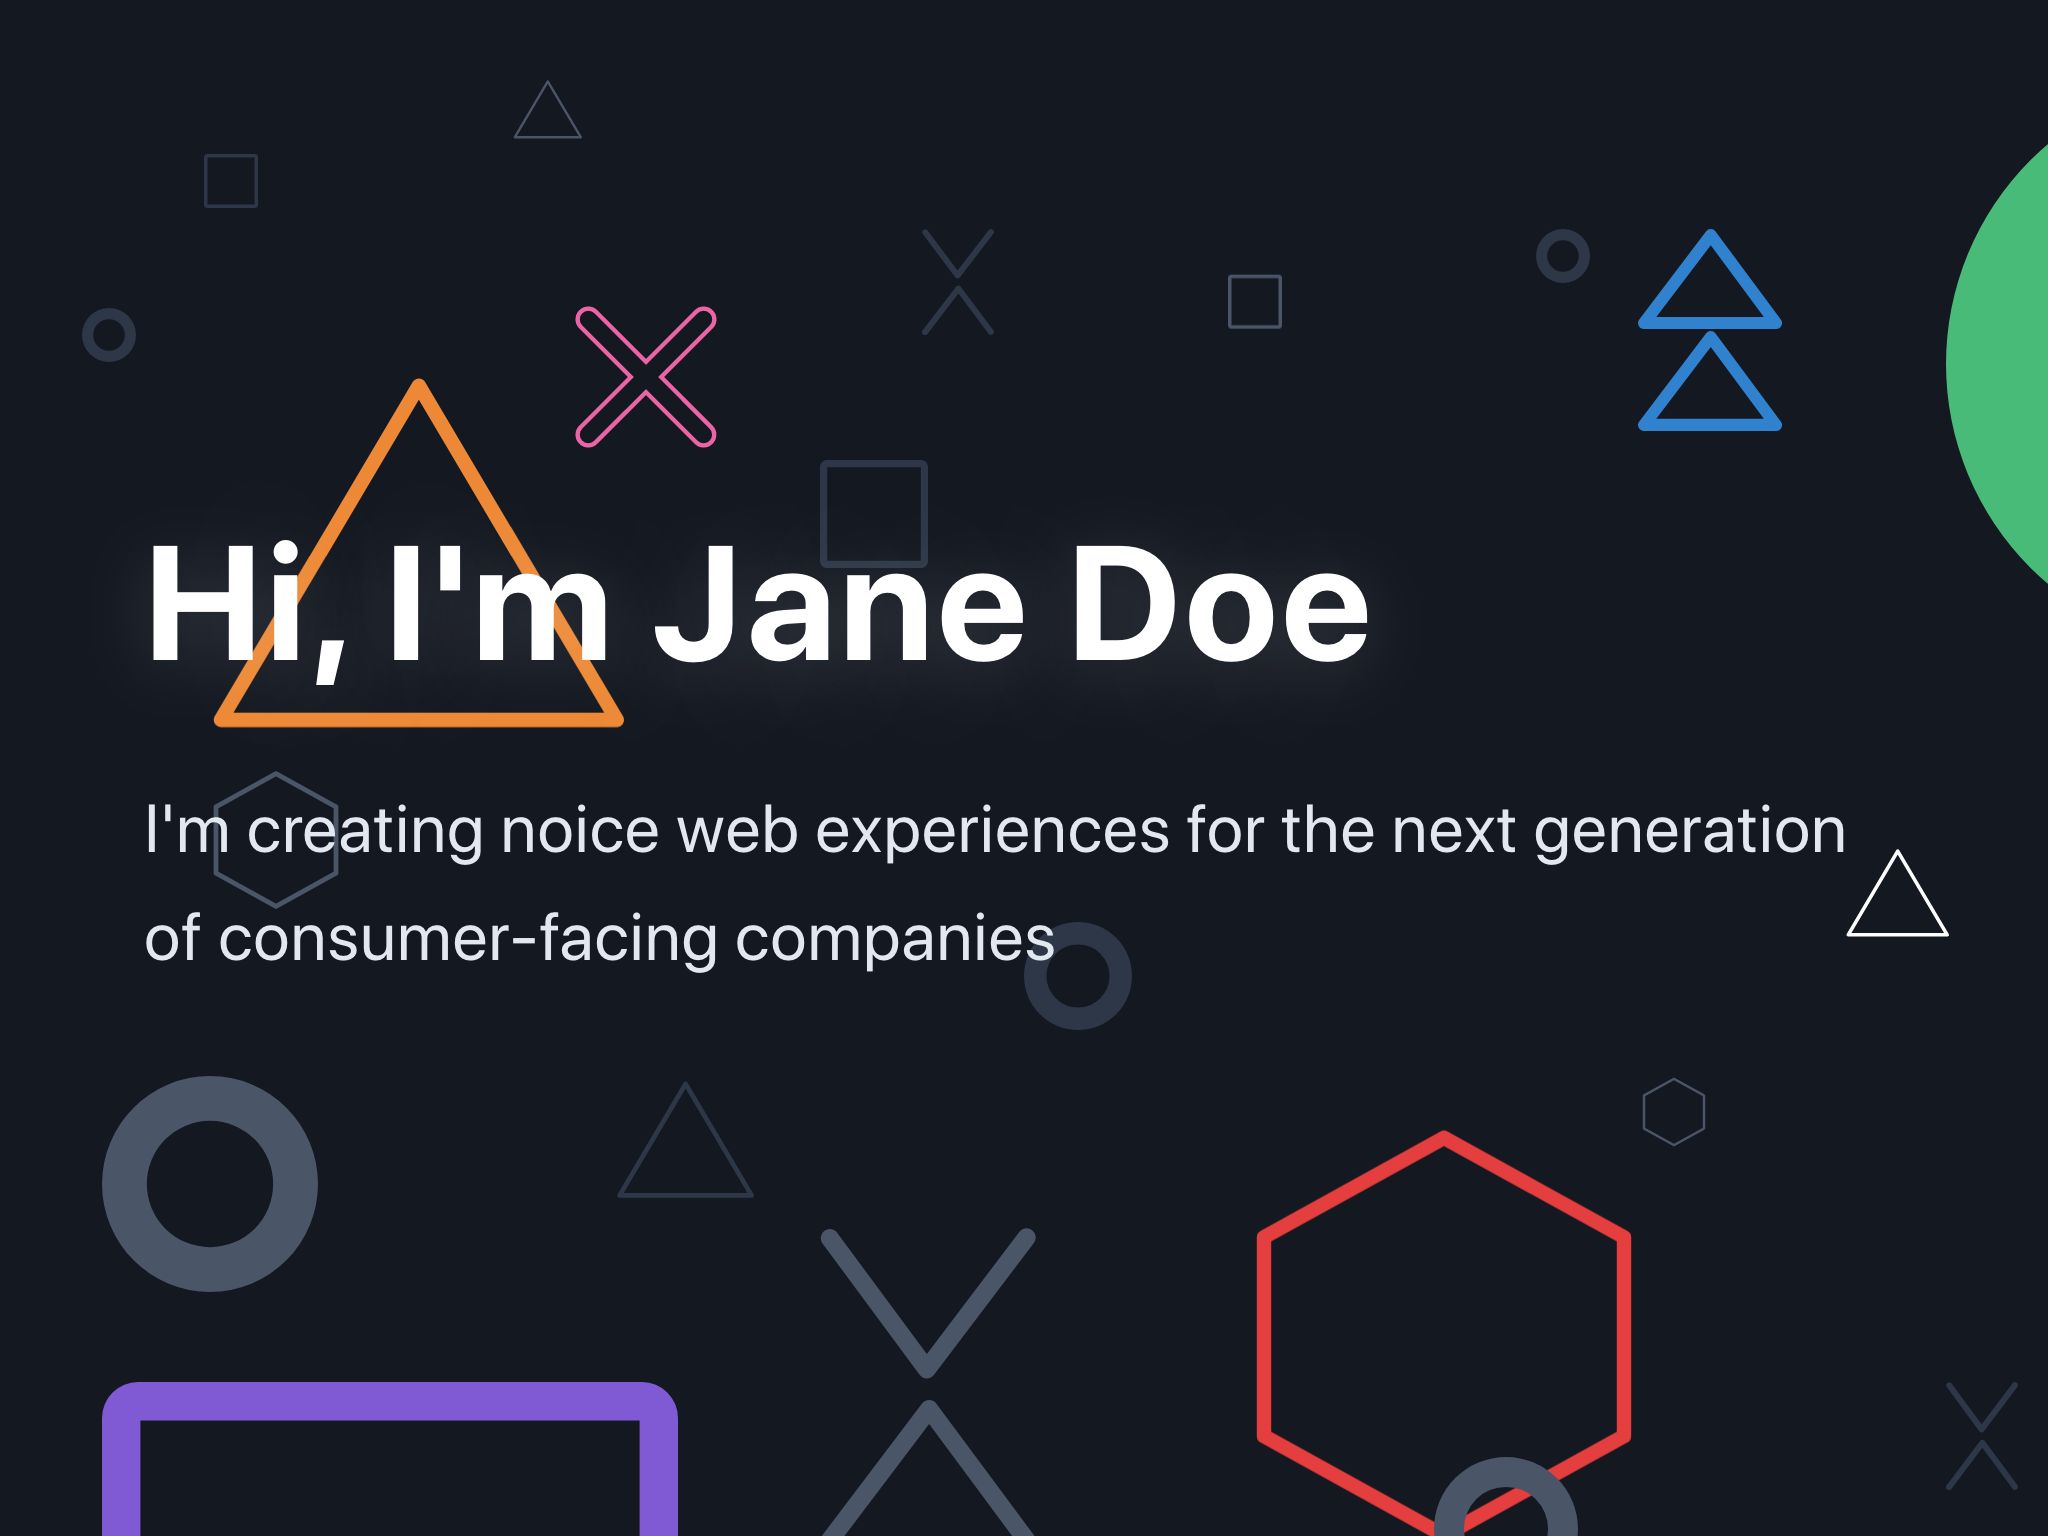 Hi, I'm Jane Doe
I'm creating noice web experiences for the next generation
of consumer-facing companies